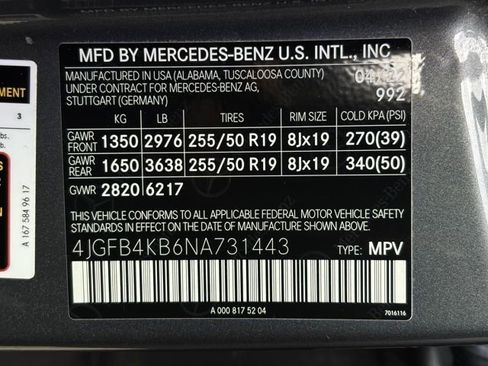 MFD BY MERCEDES-BENZ U.S. INTL., INC
MANUFACTURED IN USA (ALABAMA, TUSCALOOSA COUNTY)
UNDER CONTRACT FOR MERCEDES-BENZ AG,
STUTTGART (GERMANY)
992
KG LB TIRES RIM SIZE COLD KPA (PSI)
GAWR FRONT 1350 2976 255/50 R19 8Jx19 270(39)
GAWR REAR 1650 3638 255/50 R19 8Jx19 340(50)
GVWR 2820 6217
THIS VEHICLE CONFORMS TO ALL APPLICABLE FEDERAL MOTOR VEHICLE SAFETY
STANDARDS IN EFFECT ON THE DATE OF MANUFACTURE SHOWN ABOVE.
4JGFB4KB6NA731443 TYPE: MPV
A 000 817 52 04
7016116
3
lbs.
A 167 584 96 17